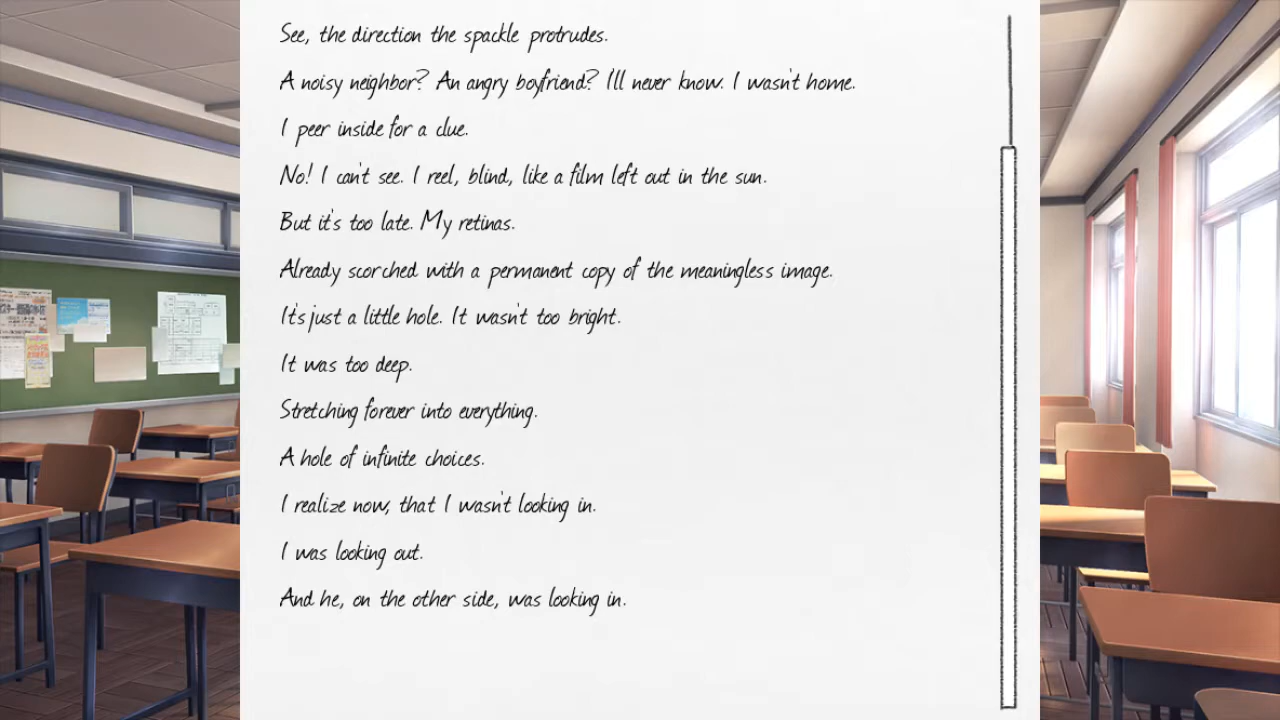 See, the direction the spackle protrudes.
A noisy neighbor? An angry boyfriend? I'll never know. I wasn't home.
I peer inside for a clue.
No! I can't see. I reel, blind, like a film left out in the sun.
But it's too late. My retinas.
Already scorched with a permanent copy of the meaningless image.
It's just a little hole. It wasn't too bright.
It was too deep.
Stretching forever into everything.
A hole of infinite choices.
I realize now, that I wasn't looking in.
I was looking out.
And he, on the other side, was looking in.